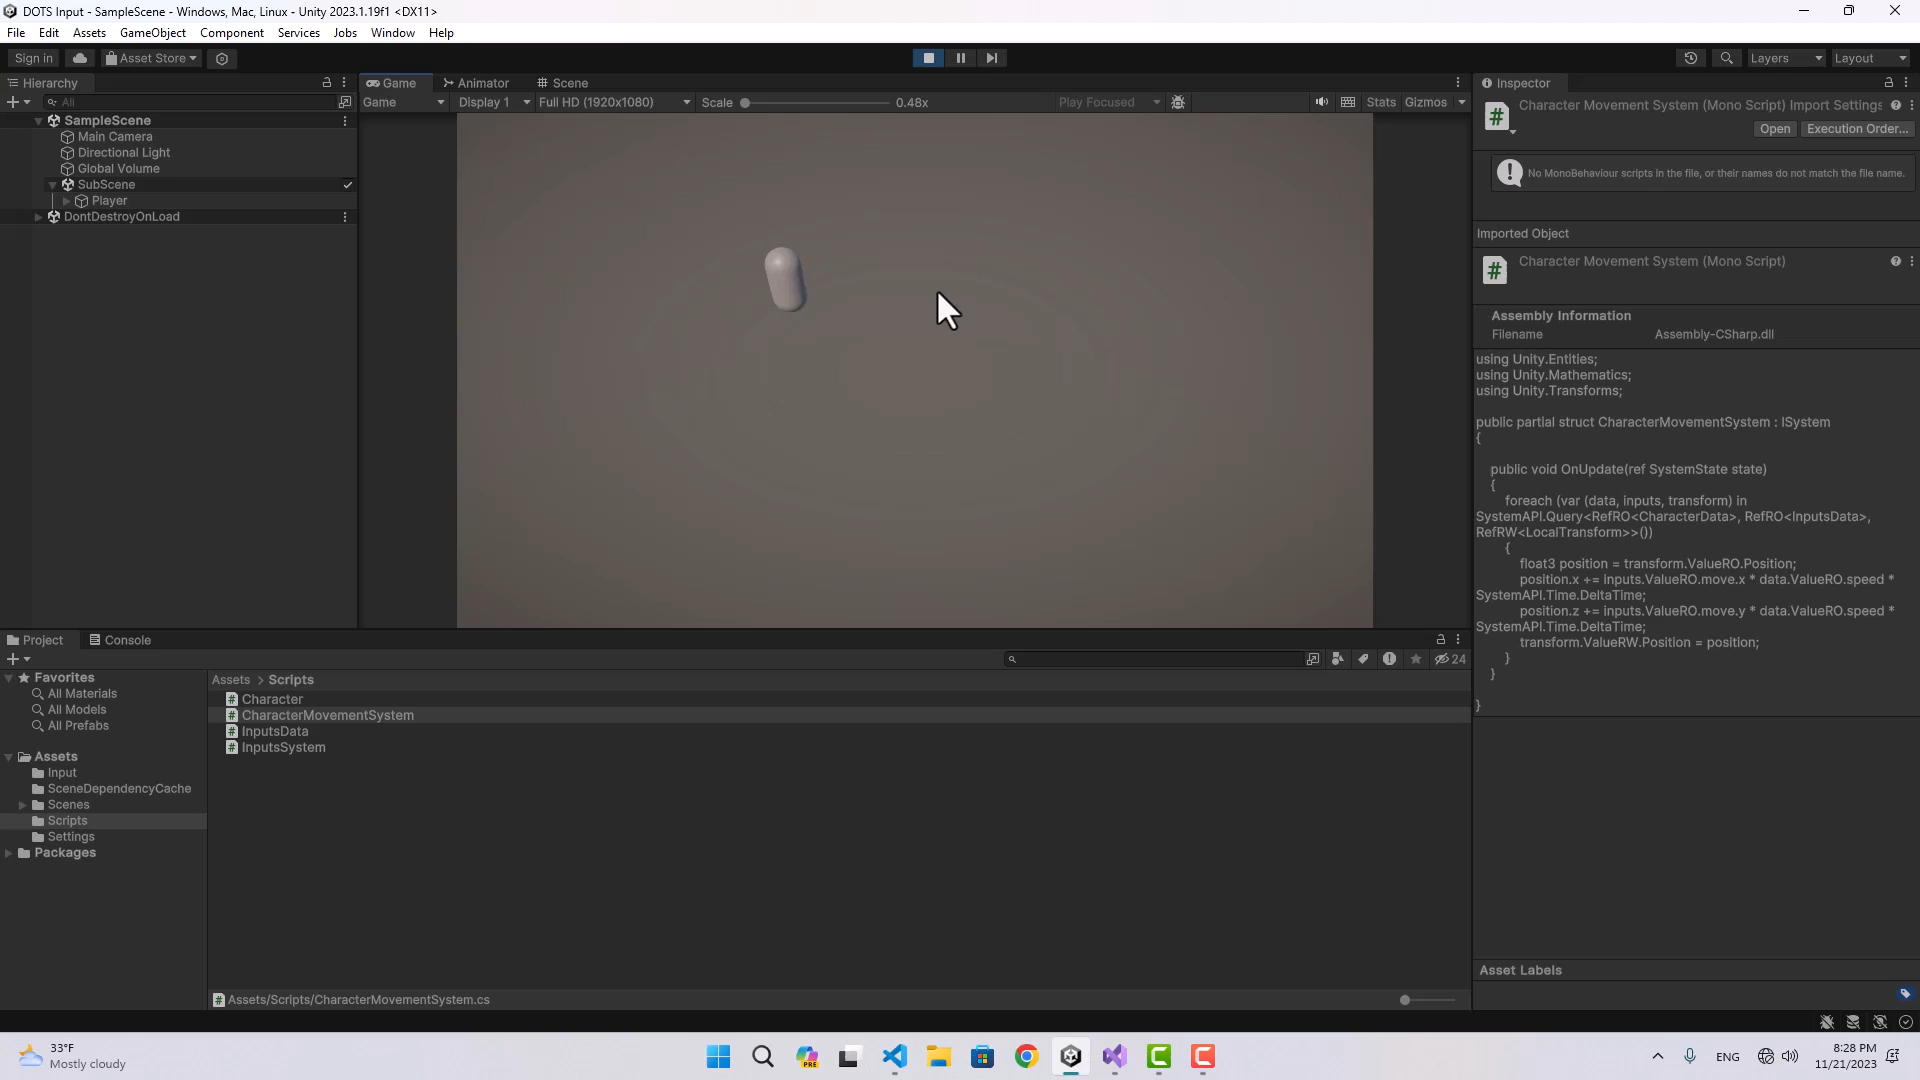 DOTS Input - SampleScene - Windows, Mac, Linux - Unity 2023.1.19f1 <DX11>
File Edit Assets GameObject Component Services Jobs Window Help
Sign in Asset Store Layers Layout
Hierarchy
All
SampleScene
Main Camera
Directional Light
Global Volume
SubScene
Player
DontDestroyOnLoad
Game Animator Scene
Game Display 1 Full HD (1920x1080) Scale 0.48x Play Focused Stats Gizmos
Inspector
Character Movement System (Mono Script) Import Settings
Open Execution Order...
No MonoBehaviour scripts in the file, or their names do not match the file name.
Imported Object
Character Movement System (Mono Script)
Assembly Information
Filename Assembly-CSharp.dll
using Unity.Entities;
using Unity.Mathematics;
using Unity.Transforms;
public partial struct CharacterMovementSystem : ISystem
{
public void OnUpdate(ref SystemState state)
{
foreach (var (data, inputs, transform) in
SystemAPI.Query<RefRO<CharacterData>, RefRO<InputsData>,
RefRW<LocalTransform>>())
{
float3 position = transform.ValueRO.Position;
position.x += inputs.ValueRO.move.x * data.ValueRO.speed *
SystemAPI.Time.DeltaTime;
position.z += inputs.ValueRO.move.y * data.ValueRO.speed *
SystemAPI.Time.DeltaTime;
transform.ValueRW.Position = position;
}
}
}
Asset Labels
Project Console
24
Favorites
All Materials
All Models
All Prefabs
Assets
Input
SceneDependencyCache
Scenes
Scripts
Settings
Packages
Assets > Scripts
Character
CharacterMovementSystem
InputsData
InputsSystem
Assets/Scripts/CharacterMovementSystem.cs
33°F
Mostly cloudy
PRE
ENG
8:28 PM
11/21/2023